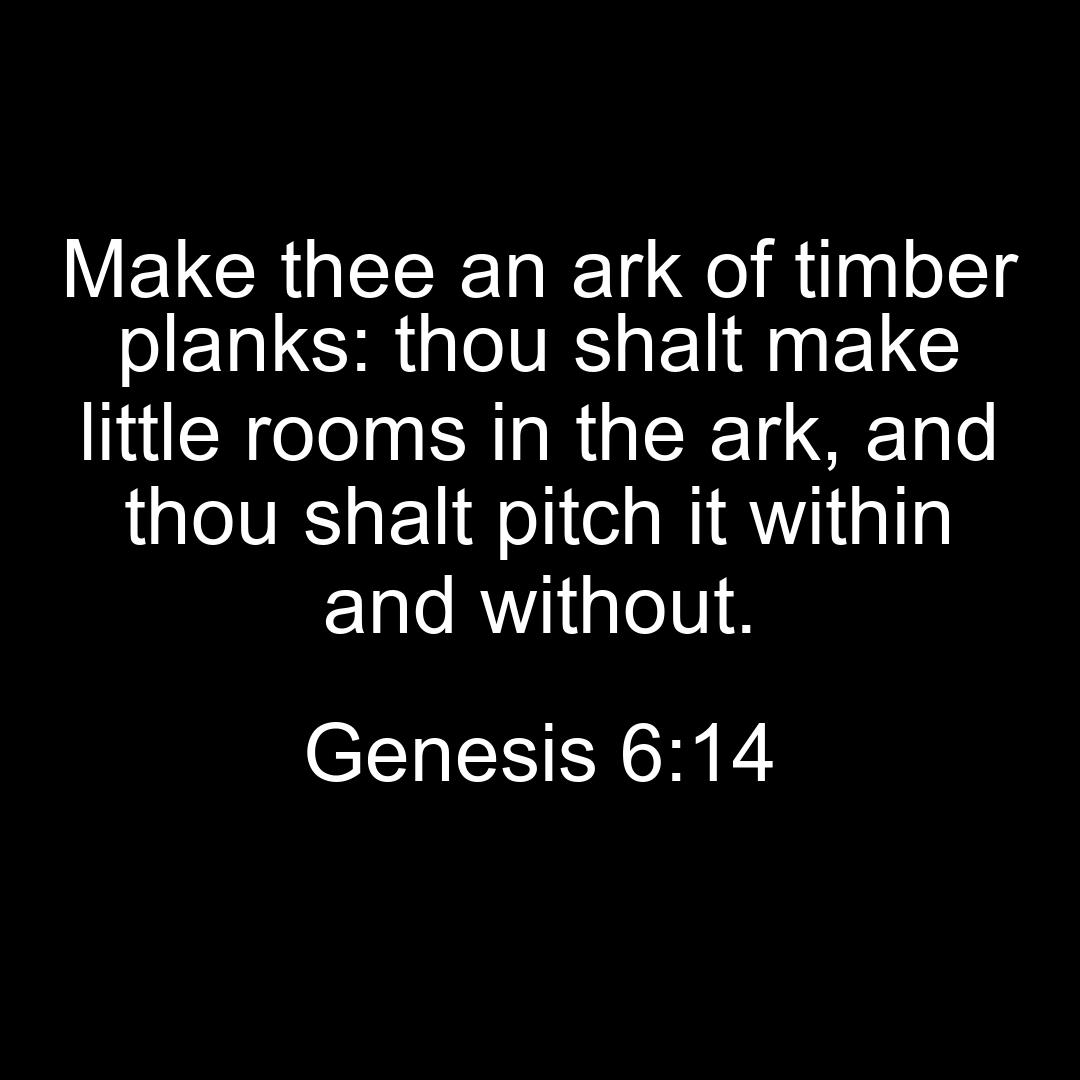 Make thee an ark of timber
planks: thou shalt make
little rooms in the ark, and
thou shalt pitch it within
and without.
Genesis 6:14